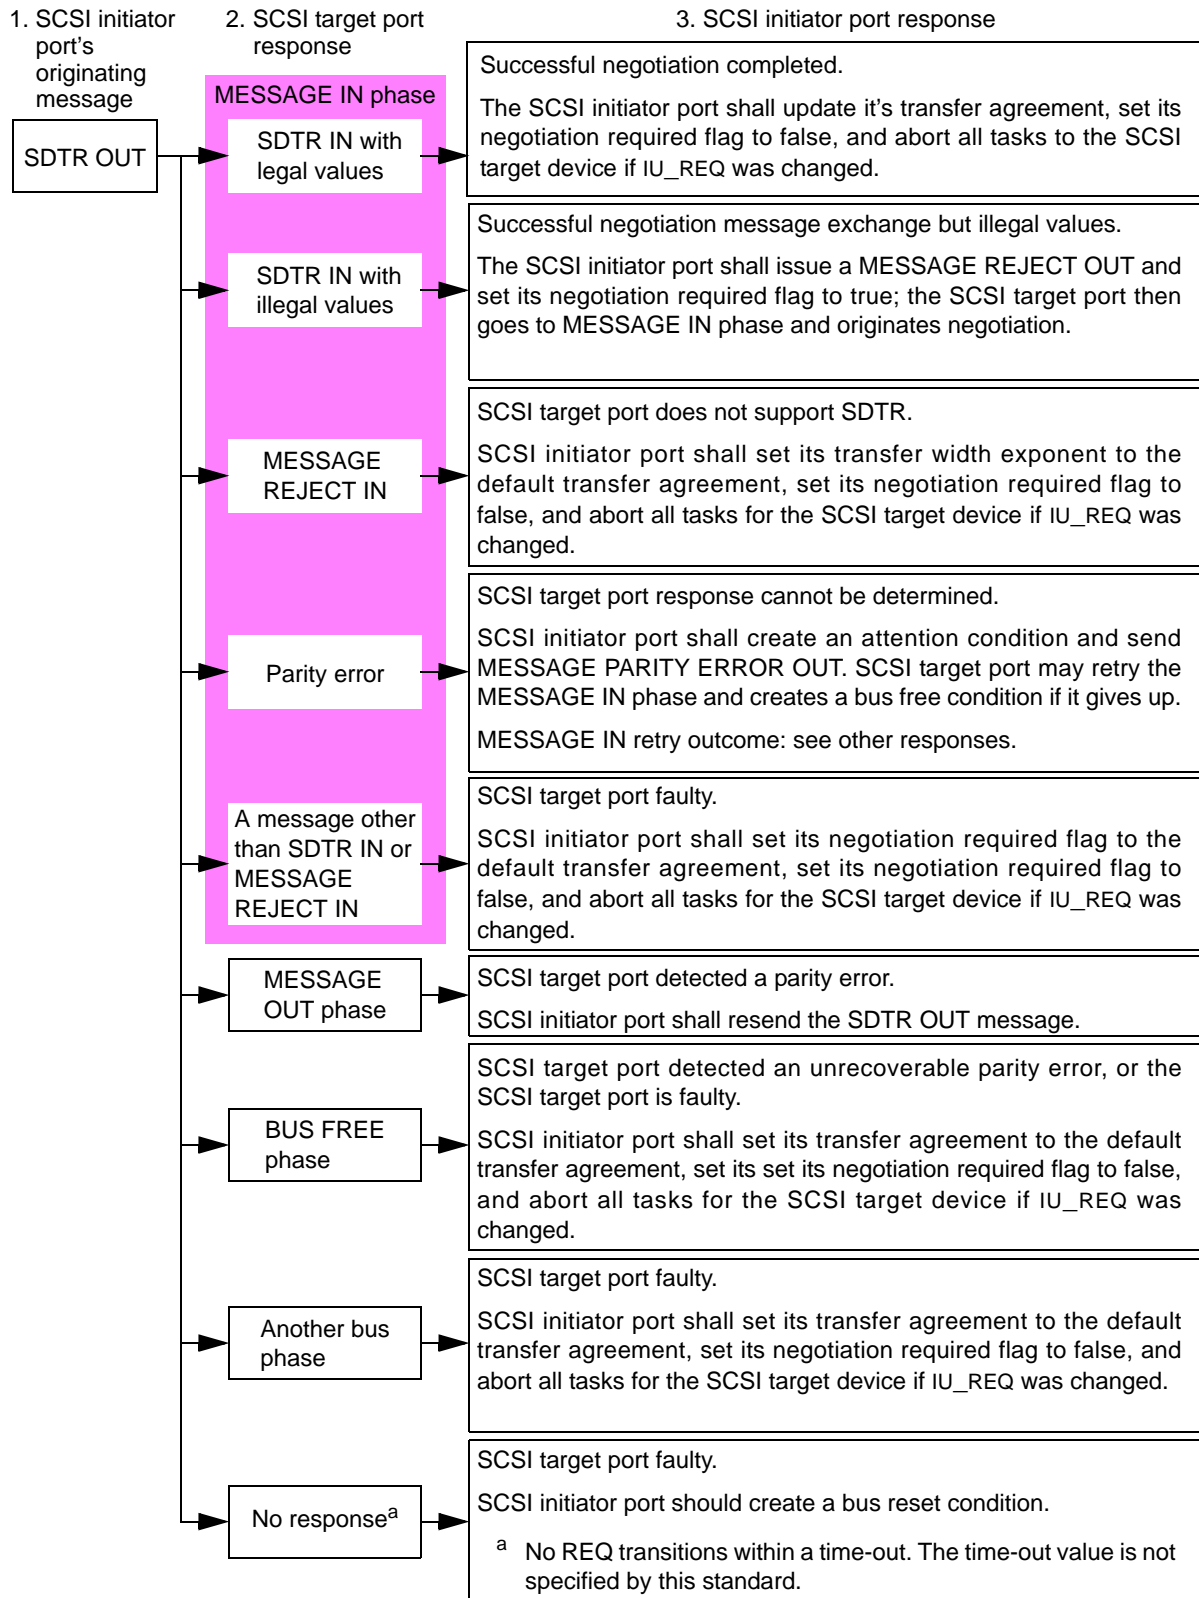 1. SCSI initiator
port's
originating
message
2. SCSI target port
response
3. SCSI initiator port response
SDTR OUT
MESSAGE IN phase
SDTR IN with
legal values
Successful negotiation completed.
The SCSI initiator port shall update it's transfer agreement, set its
negotiation required flag to false, and abort all tasks to the SCSI
target device if IU_REQ was changed.
SDTR IN with
illegal values
Successful negotiation message exchange but illegal values.
The SCSI initiator port shall issue a MESSAGE REJECT OUT and
set its negotiation required flag to true; the SCSI target port then
goes to MESSAGE IN phase and originates negotiation.
MESSAGE
REJECT IN
SCSI target port does not support SDTR.
SCSI initiator port shall set its transfer width exponent to the
default transfer agreement, set its negotiation required flag to
false, and abort all tasks for the SCSI target device if IU_REQ was
changed.
Parity error
SCSI target port response cannot be determined.
SCSI initiator port shall create an attention condition and send
MESSAGE PARITY ERROR OUT. SCSI target port may retry the
MESSAGE IN phase and creates a bus free condition if it gives up.
MESSAGE IN retry outcome: see other responses.
A message other
than SDTR IN or
MESSAGE
REJECT IN
SCSI target port faulty.
SCSI initiator port shall set its negotiation required flag to the
default transfer agreement, set its negotiation required flag to
false, and abort all tasks for the SCSI target device if IU_REQ was
changed.
MESSAGE
OUT phase
SCSI target port detected a parity error.
SCSI initiator port shall resend the SDTR OUT message.
BUS FREE
phase
SCSI target port detected an unrecoverable parity error, or the
SCSI target port is faulty.
SCSI initiator port shall set its transfer agreement to the default
transfer agreement, set its set its negotiation required flag to false,
and abort all tasks for the SCSI target device if IU_REQ was
changed.
Another bus
phase
SCSI target port faulty.
SCSI initiator port shall set its transfer agreement to the default
transfer agreement, set its negotiation required flag to false, and
abort all tasks for the SCSI target device if IU_REQ was changed.
No response a
SCSI target port faulty.
SCSI initiator port should create a bus reset condition.
a No REQ transitions within a time-out. The time-out value is not
specified by this standard.